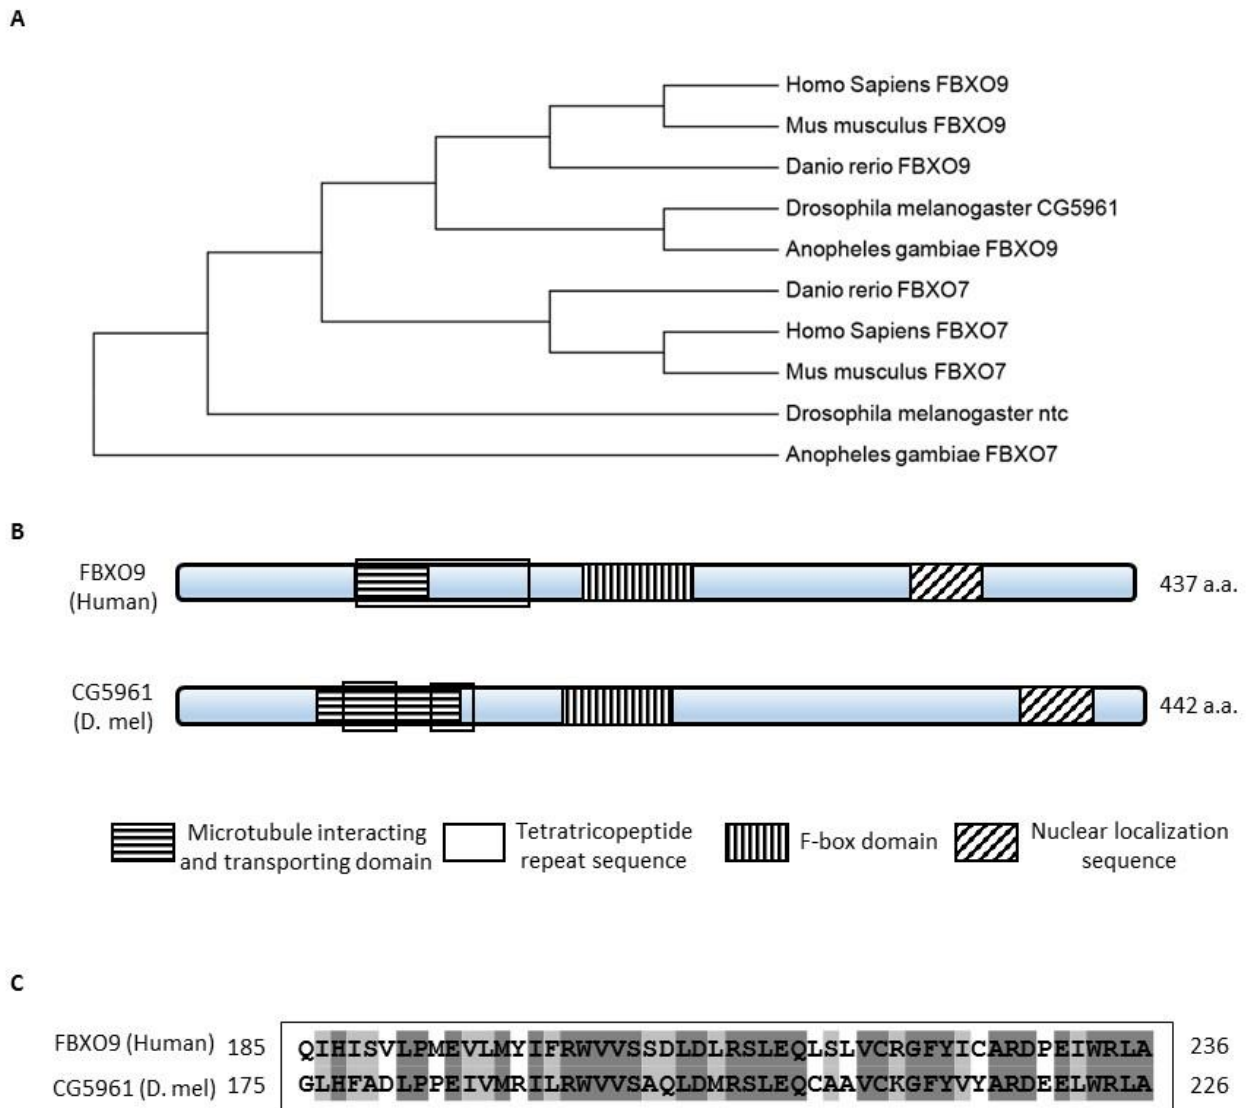 A
Homo Sapiens FBXO9
Mus musculus FBXO9
Danio rerio FBXO9
Drosophila melanogaster CG5961
Anopheles gambiae FBXO9
Danio rerio FBXO7
Homo Sapiens FBXO7
Mus musculus FBXO7
Drosophila melanogaster ntc
Anopheles gambiae FBXO7
B
FBXO9
(Human)
437 a.a.
CG5961
(D. mel)
442 a.a.
Microtubule interacting
and transporting domain
Tetratricopeptide
repeat sequence
F-box domain
Nuclear localization
sequence
C
FBXO9 (Human) 185 QIHISVLPMEVLMYIFRWVVSSDLDLRSLEQLSLVCRGFYICARDPEIWRLA 236
CG5961 (D. mel) 175 GLHFADLPPEIVMRILRWVVSAQLDMRSLEQCAAVCKGFYVYARDEELWRLA 226